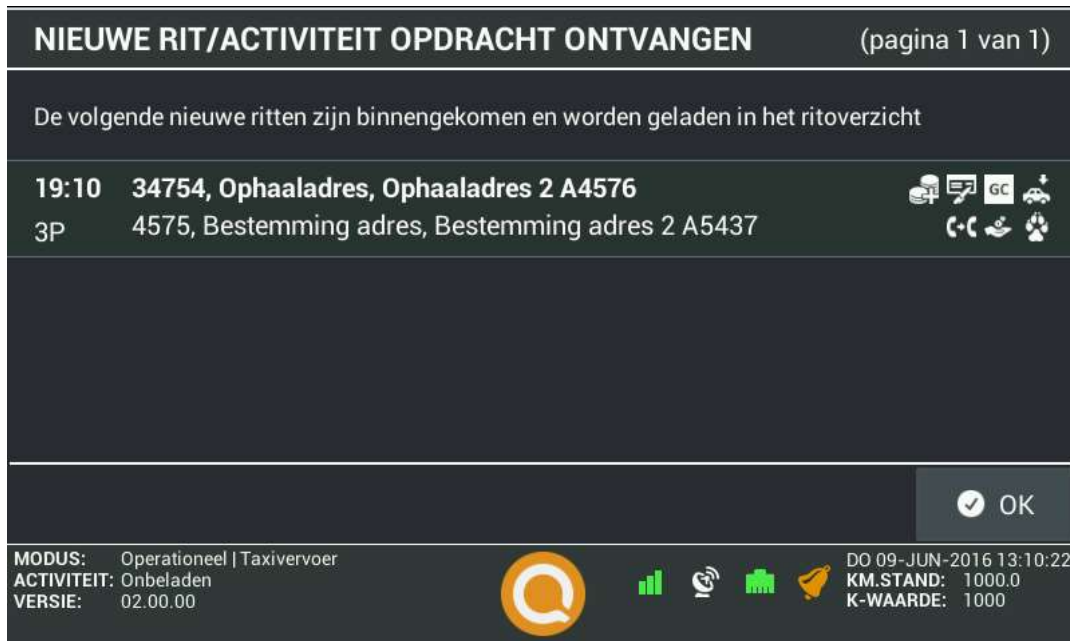 NIEUWE RIT/ACTIVITEIT OPDRACHT ONTVANGEN (pagina 1 van 1)
De volgende nieuwe ritten zijn binnengekomen en worden geladen in het ritoverzicht
19:10 34754, Ophaaladres, Ophaaladres 2 A4576 GC
3P 4575, Bestemming adres, Bestemming adres 2 A5437
OK
MODUS: Operationeel | Taxivervoer
ACTIVITEIT: Onbeladen
VERSIE: 02.00.00
DO 09-JUN-2016 13:10:22
KM.STAND: 1000.0
K-WAARDE: 1000